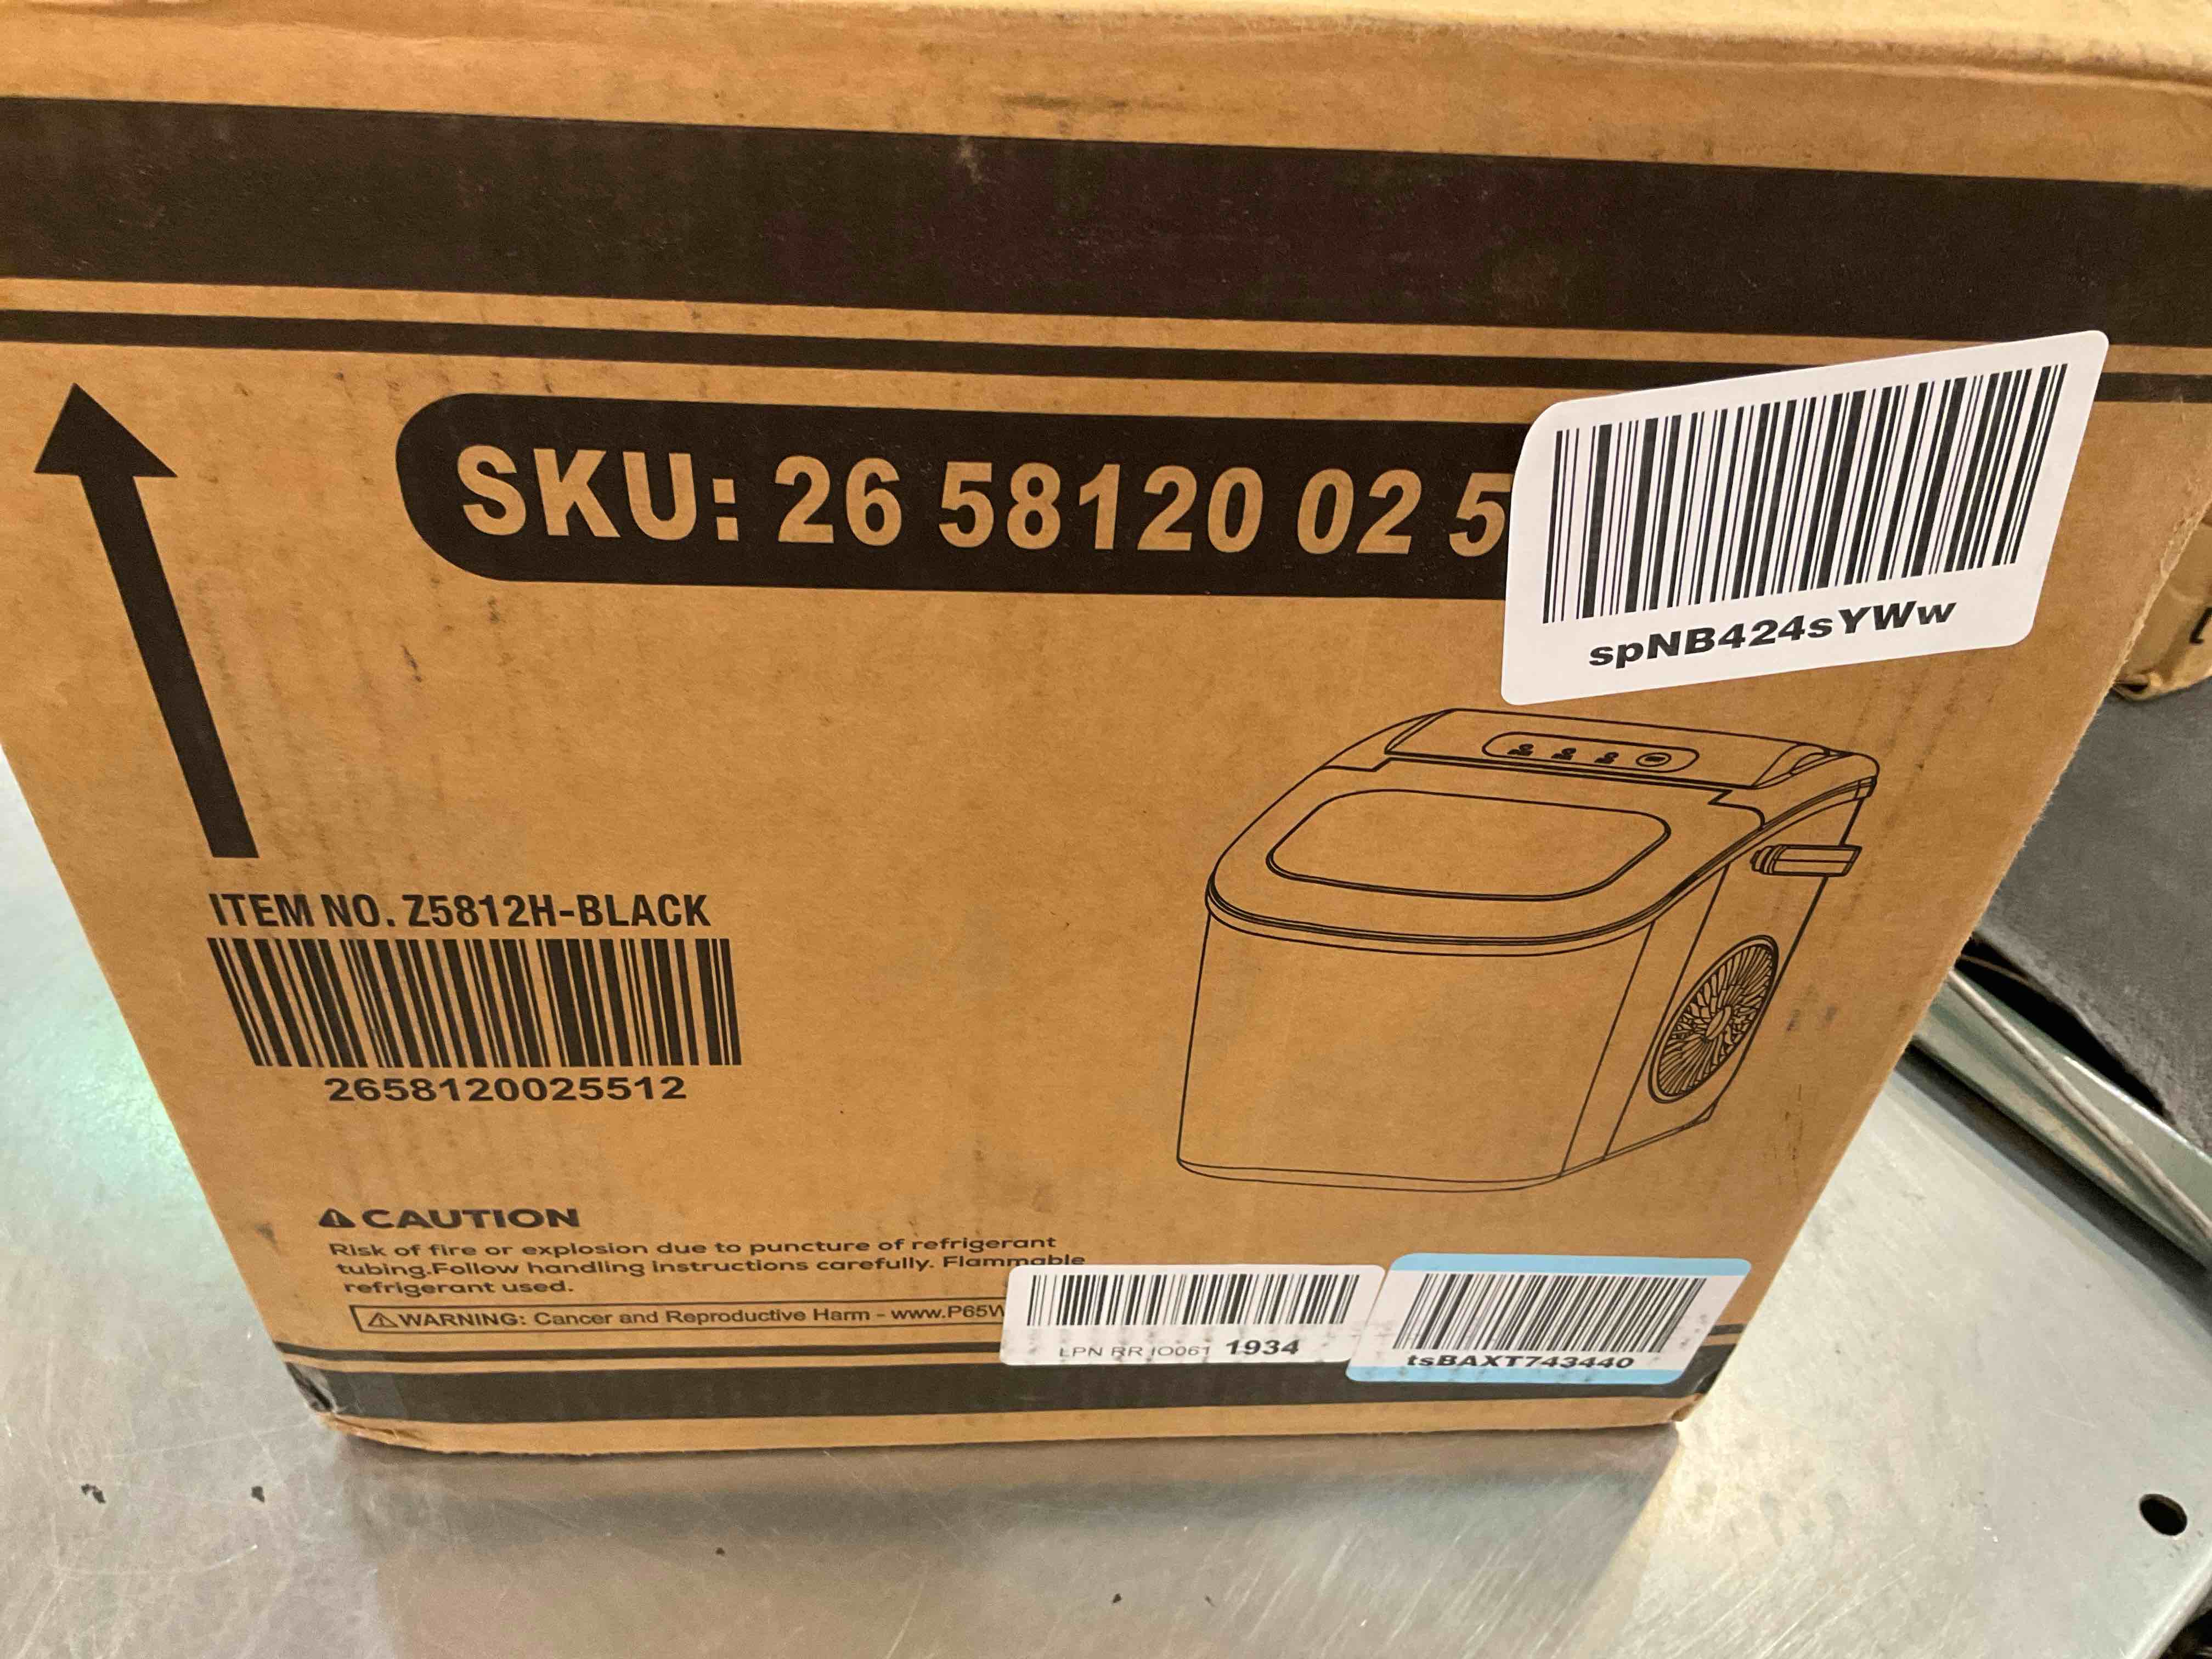 SKU: 26 58120 02 5
spNB424sYWw
ITEM NO. Z5812H-BLACK
2658120025512
⚠ CAUTION
Risk of fire or explosion due to puncture of refrigerant
tubing.Follow handling instructions carefully. Flammable
refrigerant used.
⚠ WARNING: Cancer and Reproductive Harm - www.P65W
LPN RR IO061 1934
tsBAXT743440